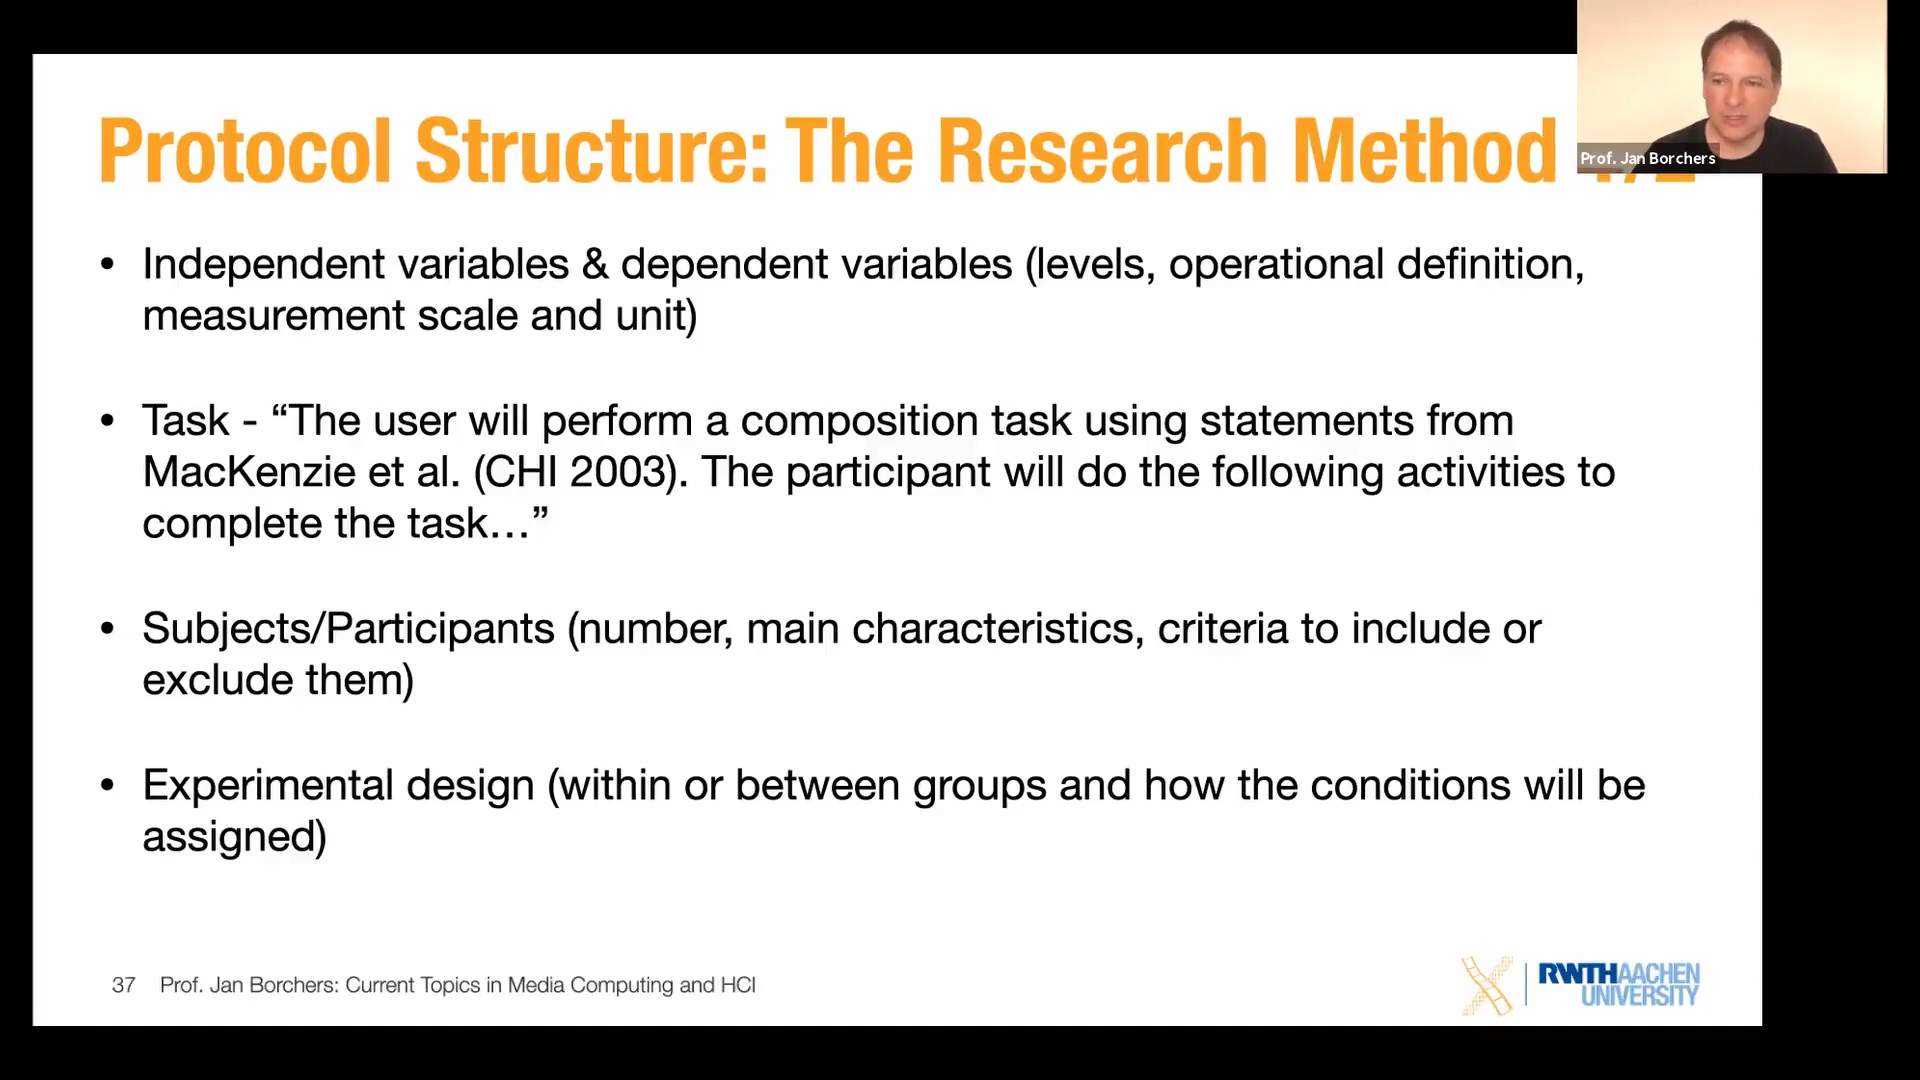 Protocol Structure: The Research Method
Prof. Jan Borchers
• Independent variables & dependent variables (levels, operational definition,
measurement scale and unit)
• Task - “The user will perform a composition task using statements from
MacKenzie et al. (CHI 2003). The participant will do the following activities to
complete the task…”
• Subjects/Participants (number, main characteristics, criteria to include or
exclude them)
• Experimental design (within or between groups and how the conditions will be
assigned)
37 Prof. Jan Borchers: Current Topics in Media Computing and HCI
RWTHAACHEN
UNIVERSITY